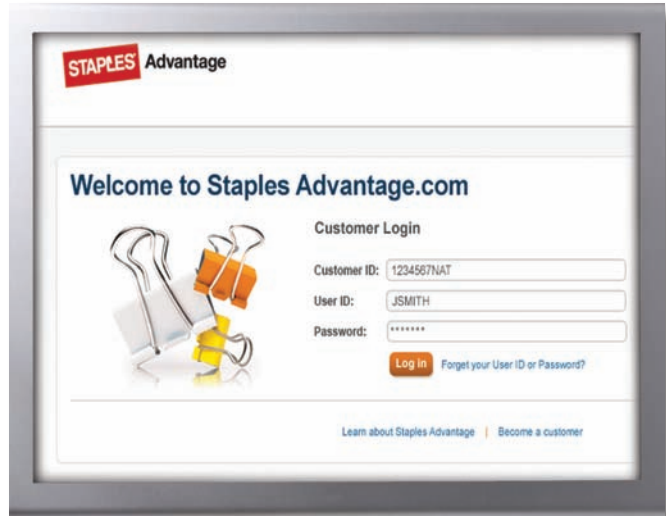 STAPLES Advantage
Welcome to Staples Advantage.com
Customer Login
Customer ID: 1234567NAT
User ID: JSMITH
Password: *******
Log in Forget your User ID or Password?
Learn about Staples Advantage | Become a customer